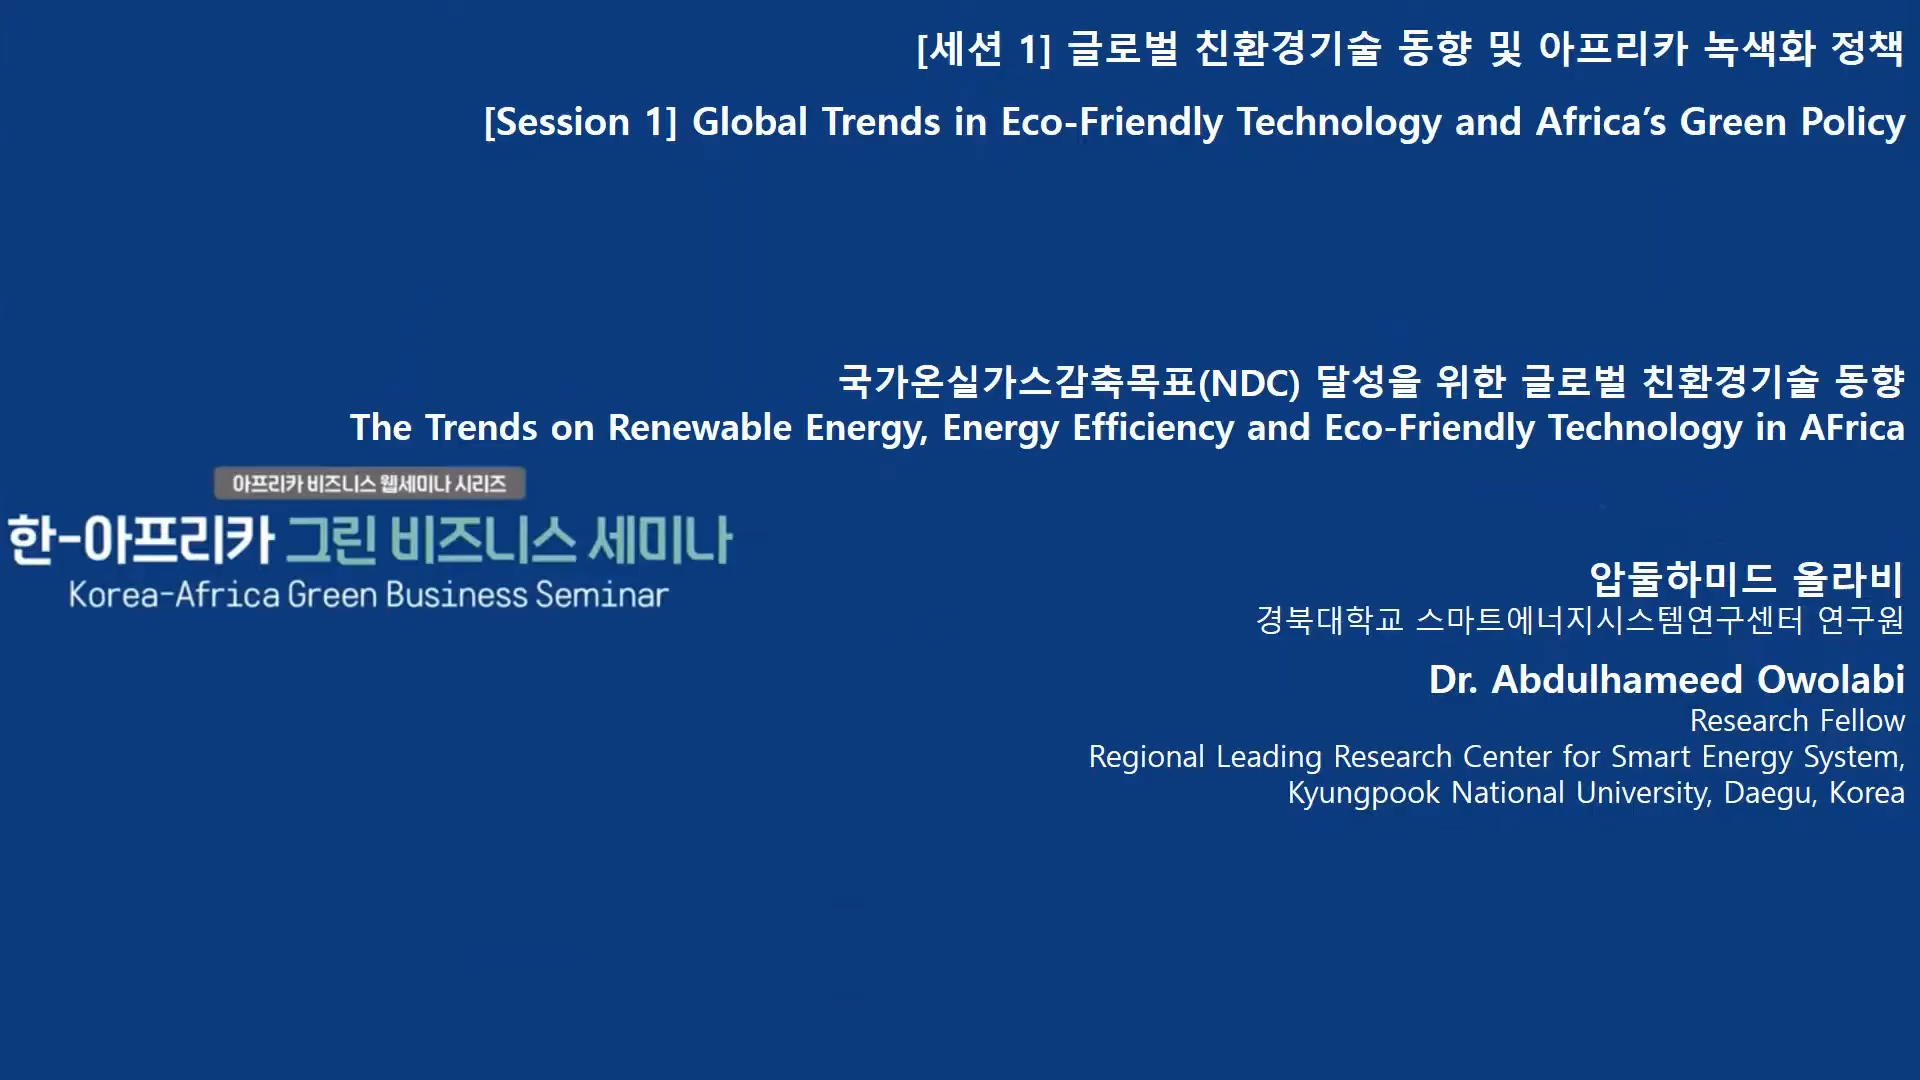 [세션 1] 글로벌 친환경기술 동향 및 아프리카 녹색화 정책
[Session 1] Global Trends in Eco-Friendly Technology and Africa’s Green Policy
국가온실가스감축목표(NDC) 달성을 위한 글로벌 친환경기술 동향
The Trends on Renewable Energy, Energy Efficiency and Eco-Friendly Technology in AFrica
아프리카 비즈니스 웹세미나 시리즈
한-아프리카 그린 비즈니스 세미나
Korea-Africa Green Business Seminar
압둘하미드 올라비
경북대학교 스마트에너지시스템연구센터 연구원
Dr. Abdulhameed Owolabi
Research Fellow
Regional Leading Research Center for Smart Energy System,
Kyungpook National University, Daegu, Korea